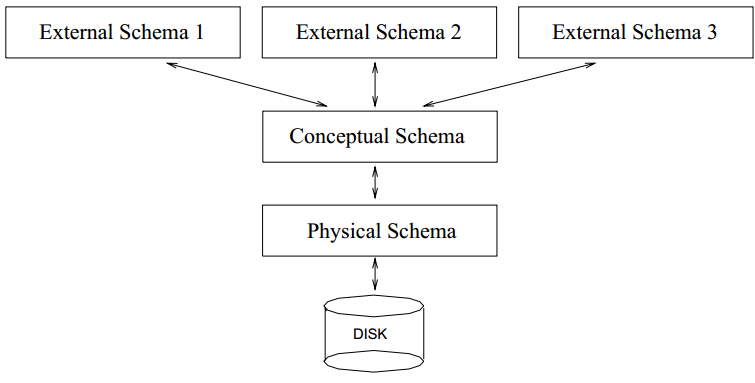 External Schema 1
External Schema 2
External Schema 3
Conceptual Schema
Physical Schema
DISK